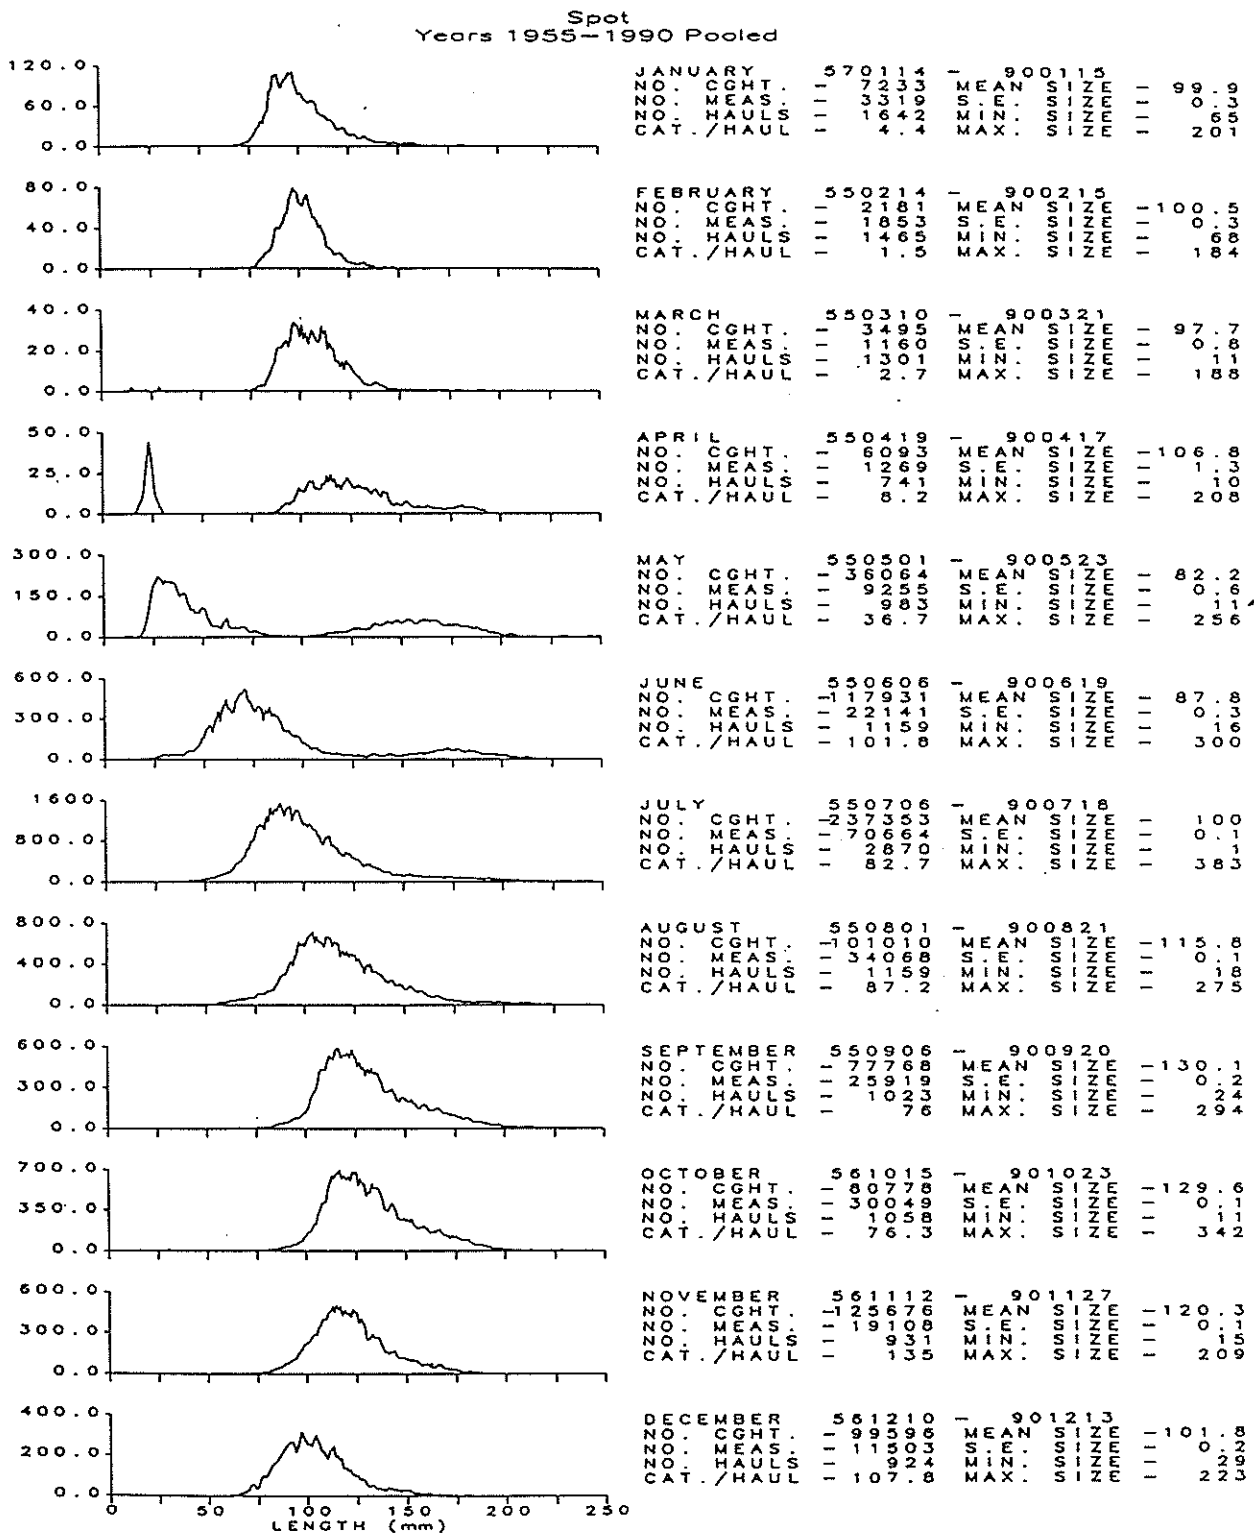 Spot
Years 1955-1990 Pooled
120.0
60.0
0.0
JANUARY 570114 - 900115
NO. CGHT. - 7233 MEAN SIZE - 99.9
NO. MEAS. - 3319 S.E. SIZE - 0.3
NO. HAULS - 1642 MIN. SIZE - 65
CAT./HAUL - 4.4 MAX. SIZE - 201
80.0
40.0
0.0
FEBRUARY 550214 - 900215
NO. CGHT. - 2181 MEAN SIZE -100.5
NO. MEAS. - 1853 S.E. SIZE - 0.3
NO. HAULS - 1465 MIN. SIZE - 68
CAT./HAUL - 1.5 MAX. SIZE - 184
40.0
20.0
0.0
MARCH 550310 - 900321
NO. CGHT. - 3495 MEAN SIZE - 97.7
NO. MEAS. - 1160 S.E. SIZE - 0.8
NO. HAULS - 1301 MIN. SIZE - 11
CAT./HAUL - 2.7 MAX. SIZE - 188
50.0
25.0
0.0
APRIL 550419 - 900417
NO. CGHT. - 6093 MEAN SIZE -106.8
NO. MEAS. - 1269 S.E. SIZE - 1.3
NO. HAULS - 741 MIN. SIZE - 10
CAT./HAUL - 8.2 MAX. SIZE - 208
300.0
150.0
0.0
MAY 550501 - 900523
NO. CGHT. -36064 MEAN SIZE - 82.2
NO. MEAS. - 9255 S.E. SIZE - 0.6
NO. HAULS - 983 MIN. SIZE - 11
CAT./HAUL - 36.7 MAX. SIZE - 256
600.0
300.0
0.0
JUNE 550606 - 900619
NO. CGHT. -117931 MEAN SIZE - 87.8
NO. MEAS. - 22141 S.E. SIZE - 0.3
NO. HAULS - 1159 MIN. SIZE - 16
CAT./HAUL - 101.8 MAX. SIZE - 300
1600
800.0
0.0
JULY 550706 - 900718
NO. CGHT. -237353 MEAN SIZE - 100
NO. MEAS. - 70664 S.E. SIZE - 0.1
NO. HAULS - 2870 MIN. SIZE - 1
CAT./HAUL - 82.7 MAX. SIZE - 383
800.0
400.0
0.0
AUGUST 550801 - 900821
NO. CGHT. -101010 MEAN SIZE -115.8
NO. MEAS. - 34068 S.E. SIZE - 0.1
NO. HAULS - 1159 MIN. SIZE - 18
CAT./HAUL - 87.2 MAX. SIZE - 275
600.0
300.0
0.0
SEPTEMBER 550906 - 900920
NO. CGHT. - 77768 MEAN SIZE -130.1
NO. MEAS. - 25919 S.E. SIZE - 0.2
NO. HAULS - 1023 MIN. SIZE - 24
CAT./HAUL - 76 MAX. SIZE - 294
700.0
350.0
0.0
OCTOBER 561015 - 901023
NO. CGHT. - 80778 MEAN SIZE -129.6
NO. MEAS. - 30049 S.E. SIZE - 0.1
NO. HAULS - 1058 MIN. SIZE - 11
CAT./HAUL - 76.3 MAX. SIZE - 342
600.0
300.0
0.0
NOVEMBER 561112 - 901127
NO. CGHT. -125676 MEAN SIZE -120.3
NO. MEAS. - 19108 S.E. SIZE - 0.1
NO. HAULS - 931 MIN. SIZE - 15
CAT./HAUL - 135 MAX. SIZE - 209
400.0
200.0
0.0
DECEMBER 561210 - 901213
NO. CGHT. - 99596 MEAN SIZE -101.8
NO. MEAS. - 11503 S.E. SIZE - 0.2
NO. HAULS - 924 MIN. SIZE - 29
CAT./HAUL - 107.8 MAX. SIZE - 223
0 50 100 150 200 250
LENGTH (mm)